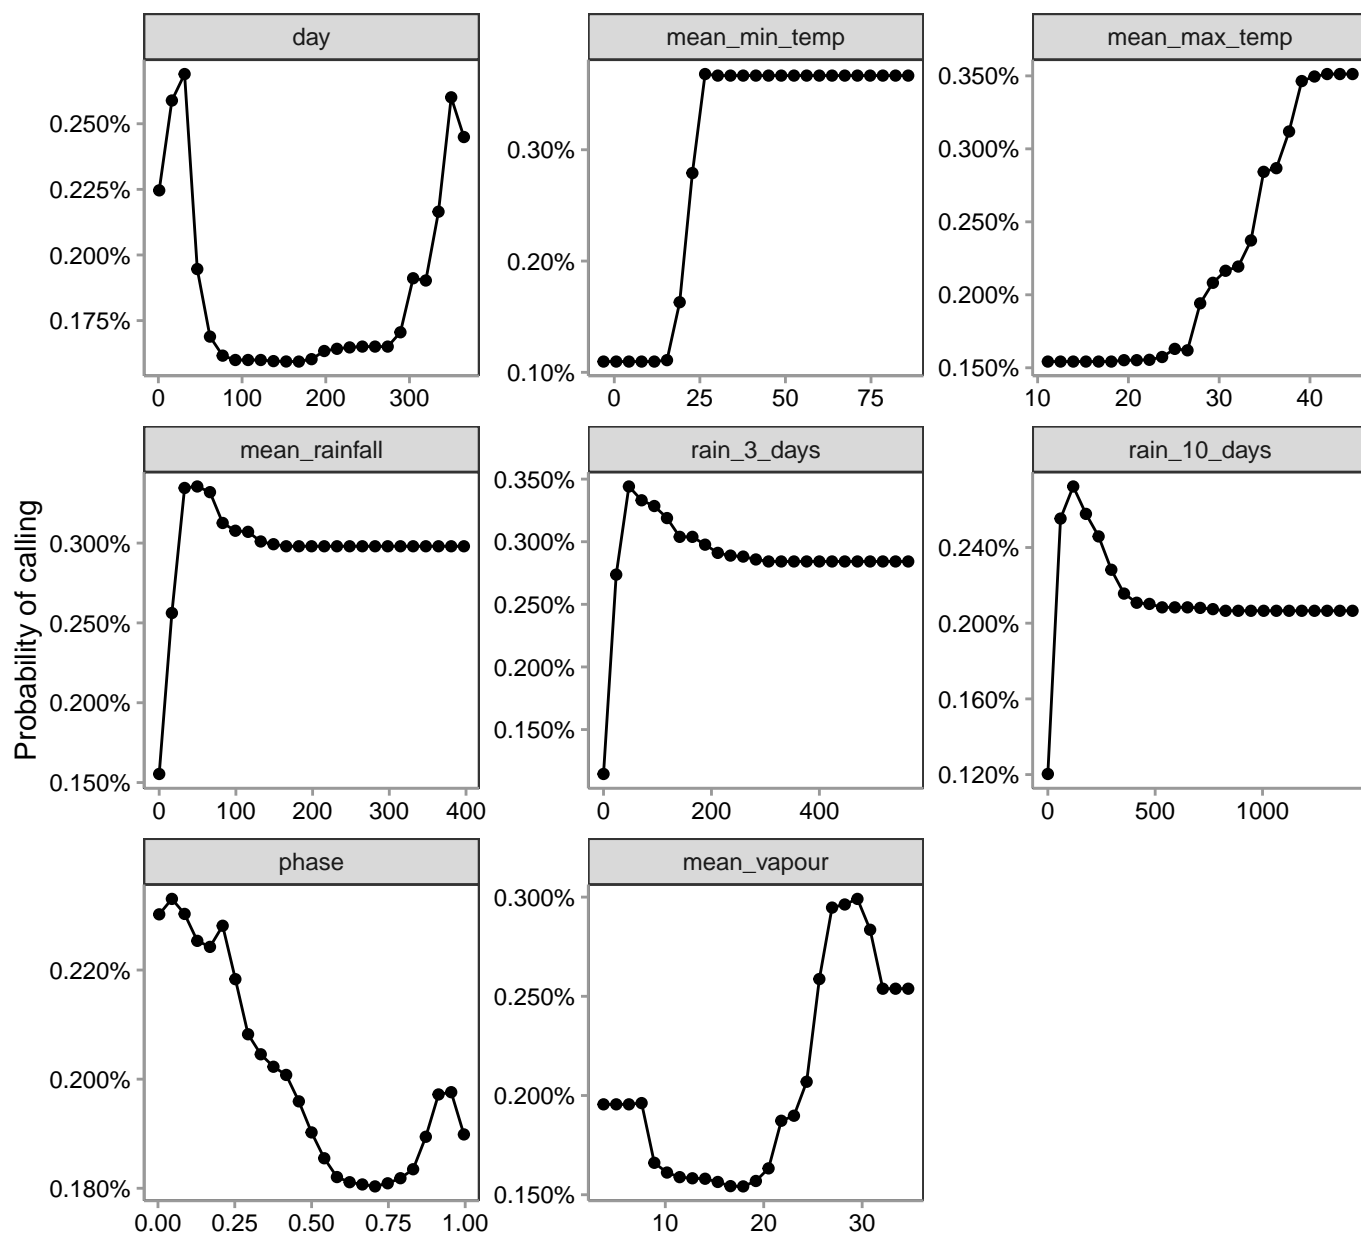 day
mean_min_temp
mean_max_temp
0.250%
0.225%
0.200%
0.175%
0 100 200 300
0.30%
0.20%
0.10%
0 25 50 75
0.350%
0.300%
0.250%
0.200%
0.150%
10 20 30 40
mean_rainfall
rain_3_days
rain_10_days
Probability of calling
0.300%
0.250%
0.200%
0.150%
0 100 200 300 400
0.350%
0.300%
0.250%
0.200%
0.150%
0 200 400
0.240%
0.200%
0.160%
0.120%
0 500 1000
phase
mean_vapour
0.220%
0.200%
0.180%
0.00 0.25 0.50 0.75 1.00
0.300%
0.250%
0.200%
0.150%
10 20 30